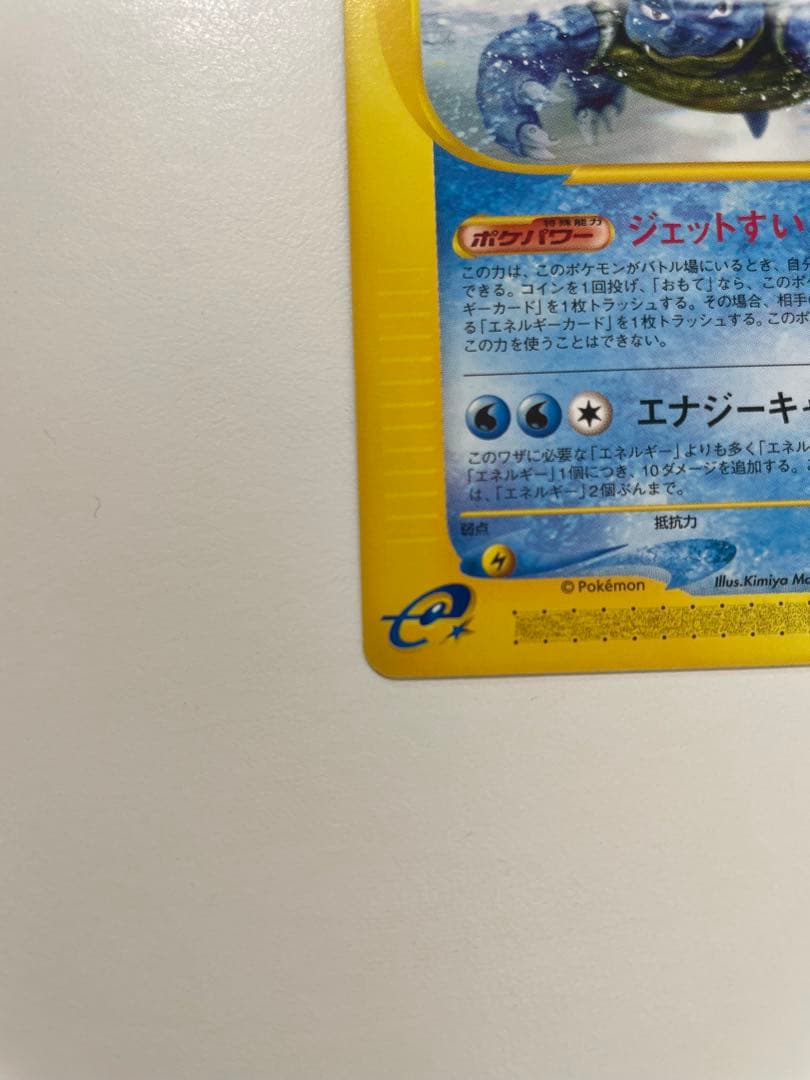 特殊能力
ポケパワー ジェットすい
この力は、このポケモンがバトル場にいるとき、自分
できる。コインを1回投げ、「おもて」なら、このポケ
ギーカード」を1枚トラッシュする。その場合、相手の
る「エネルギーカード」を1枚トラッシュする。このポ
この力を使うことはできない。
エナジーキャ
このワザに必要な「エネルギー」よりも多く「エネル
「エネルギー」1個につき、10ダメージを追加する。
は、「エネルギー」2個ぶんまで。
弱点 抵抗力
© Pokémon Illus.Kimiya Ma
e